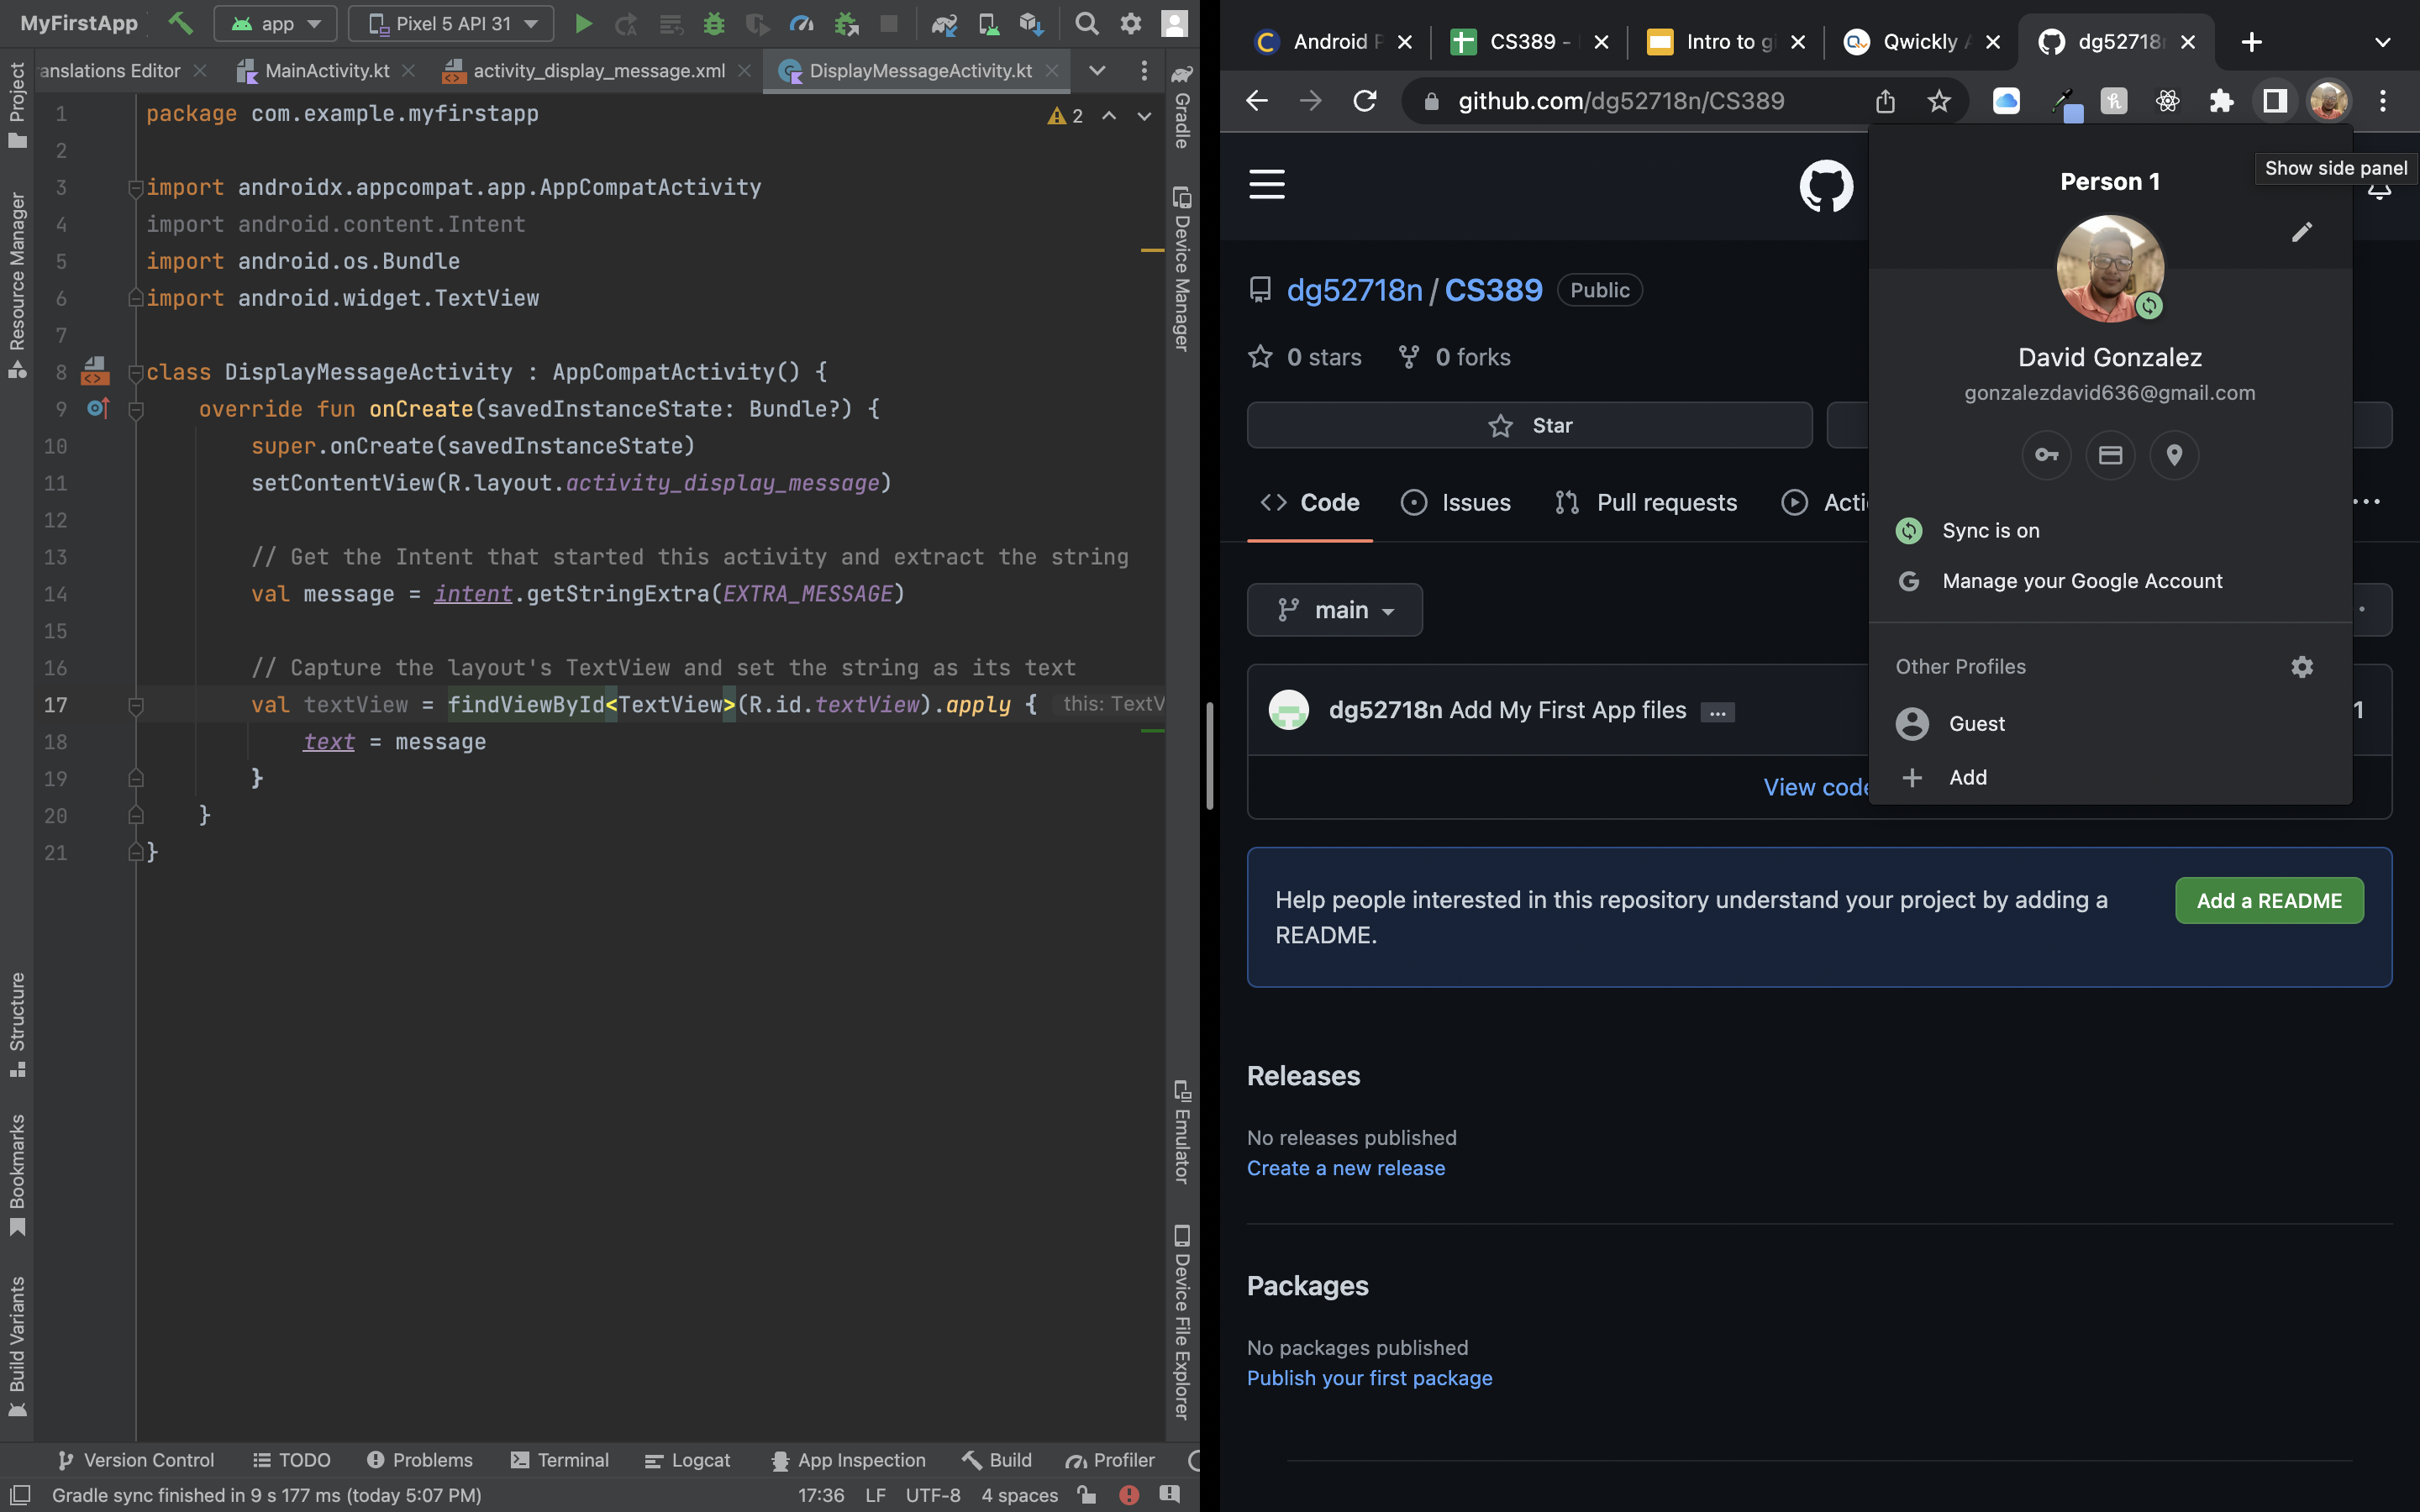 MyFirstApp
app
Pixel 5 API 31
anslations Editor
MainActivity.kt
activity_display_message.xml
DisplayMessageActivity.kt
Project
Resource Manager
Structure
Bookmarks
Build Variants
1 package com.example.myfirstapp
2
2
3 import androidx.appcompat.app.AppCompatActivity
4 import android.content.Intent
5 import android.os.Bundle
6 import android.widget.TextView
7
8 class DisplayMessageActivity : AppCompatActivity() {
9 override fun onCreate(savedInstanceState: Bundle?) {
10 super.onCreate(savedInstanceState)
11 setContentView(R.layout.activity_display_message)
12
13 // Get the Intent that started this activity and extract the string
14 val message = intent.getStringExtra(EXTRA_MESSAGE)
15
16 // Capture the layout's TextView and set the string as its text
17 val textView = findViewById<TextView>(R.id.textView).apply { this: TextV
18 text = message
19 }
20 }
21 }
Gradle
Device Manager
Emulator
Device File Explorer
Version Control
TODO
Problems
Terminal
Logcat
App Inspection
Build
Profiler
Gradle sync finished in 9 s 177 ms (today 5:07 PM)
17:36 LF UTF-8 4 spaces
Android P
CS389 -
Intro to gi
Qwickly
dg52718n
github.com/dg52718n/CS389
dg52718n / CS389 Public
0 stars
0 forks
Star
Code
Issues
Pull requests
Acti
main
dg52718n Add My First App files ...
1
View code
Help people interested in this repository understand your project by adding a
README.
Add a README
Releases
No releases published
Create a new release
Packages
No packages published
Publish your first package
Show side panel
Person 1
David Gonzalez
gonzalezdavid636@gmail.com
Sync is on
Manage your Google Account
Other Profiles
Guest
Add